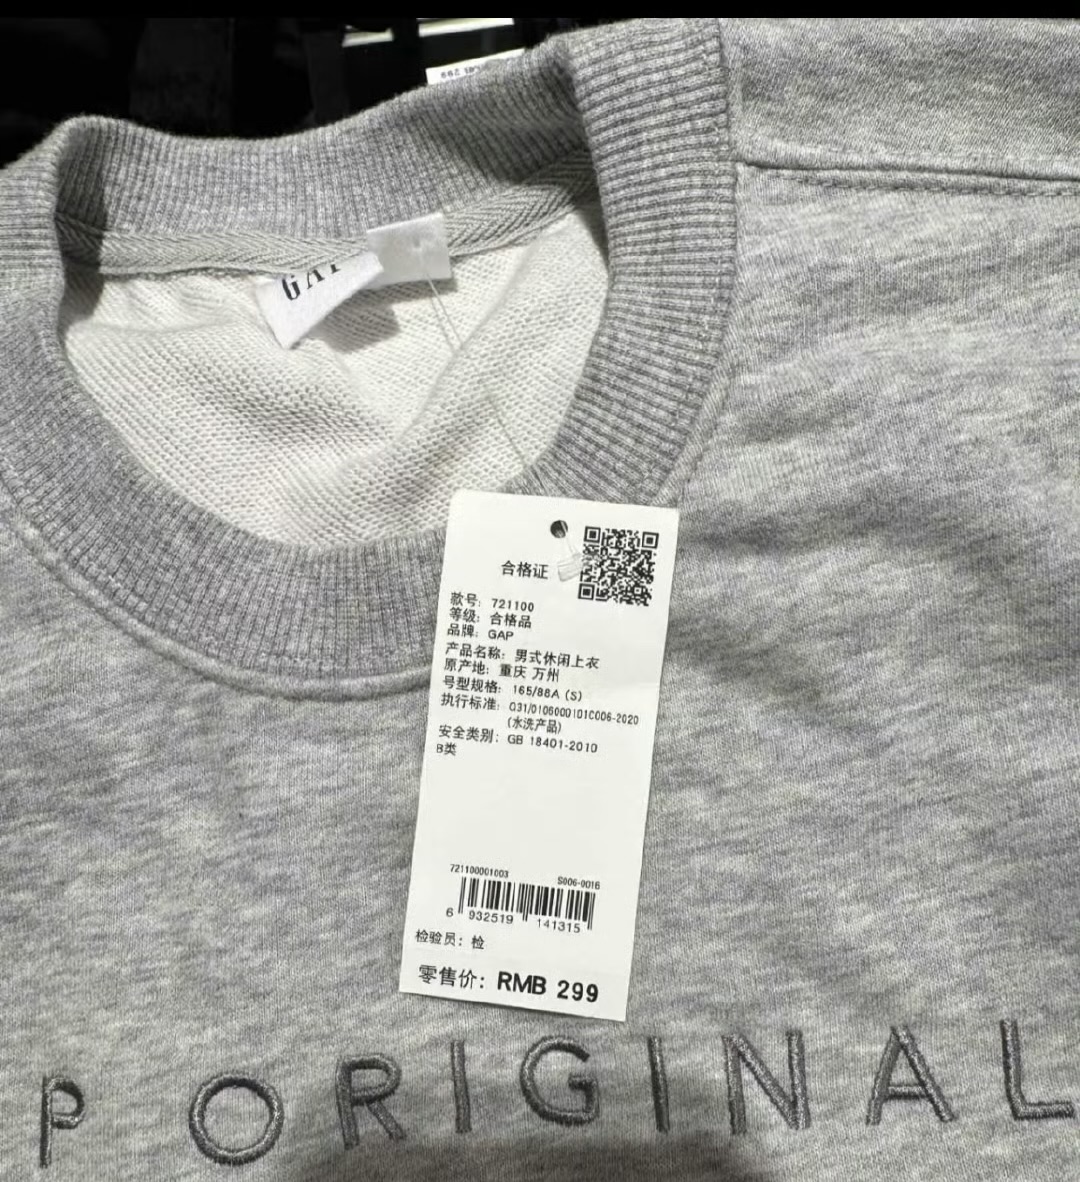 GAP
合格证
款号: 721100
等级: 合格品
品牌: GAP
产品名称: 男式休闲上衣
原产地: 重庆 万州
号型规格: 165/88A (S)
执行标准: Q31/0106000101C006-2020
(水洗产品)
安全类别: GB 18401-2010
B类
721100001003 S006-0016
6 932519 141315
检验员: 检
零售价: RMB 299
P ORIGINAL